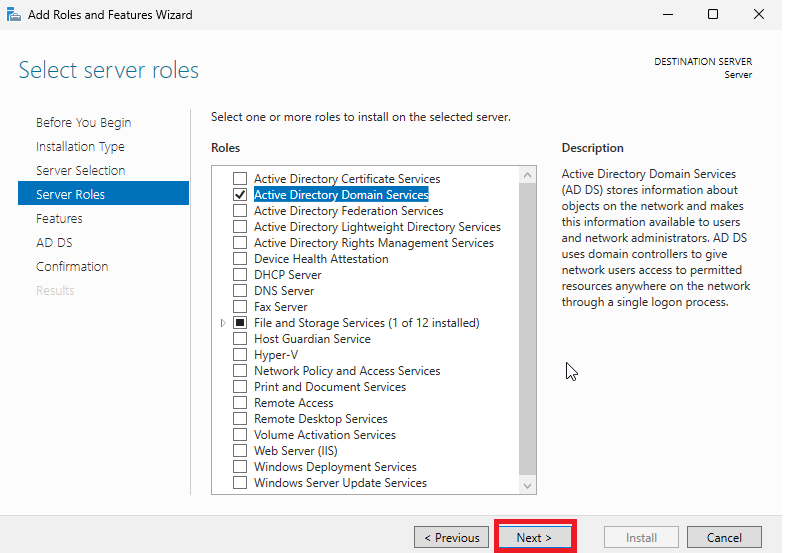 Add Roles and Features Wizard
Select server roles
DESTINATION SERVER
Server
Before You Begin
Installation Type
Server Selection
Server Roles
Features
AD DS
Confirmation
Results
Select one or more roles to install on the selected server.
Roles
Active Directory Certificate Services
Active Directory Domain Services
Active Directory Federation Services
Active Directory Lightweight Directory Services
Active Directory Rights Management Services
Device Health Attestation
DHCP Server
DNS Server
Fax Server
File and Storage Services (1 of 12 installed)
Host Guardian Service
Hyper-V
Network Policy and Access Services
Print and Document Services
Remote Access
Remote Desktop Services
Volume Activation Services
Web Server (IIS)
Windows Deployment Services
Windows Server Update Services
Description
Active Directory Domain Services
(AD DS) stores information about
objects on the network and makes
this information available to users
and network administrators. AD DS
uses domain controllers to give
network users access to permitted
resources anywhere on the network
through a single logon process.
< Previous
Next >
Install
Cancel